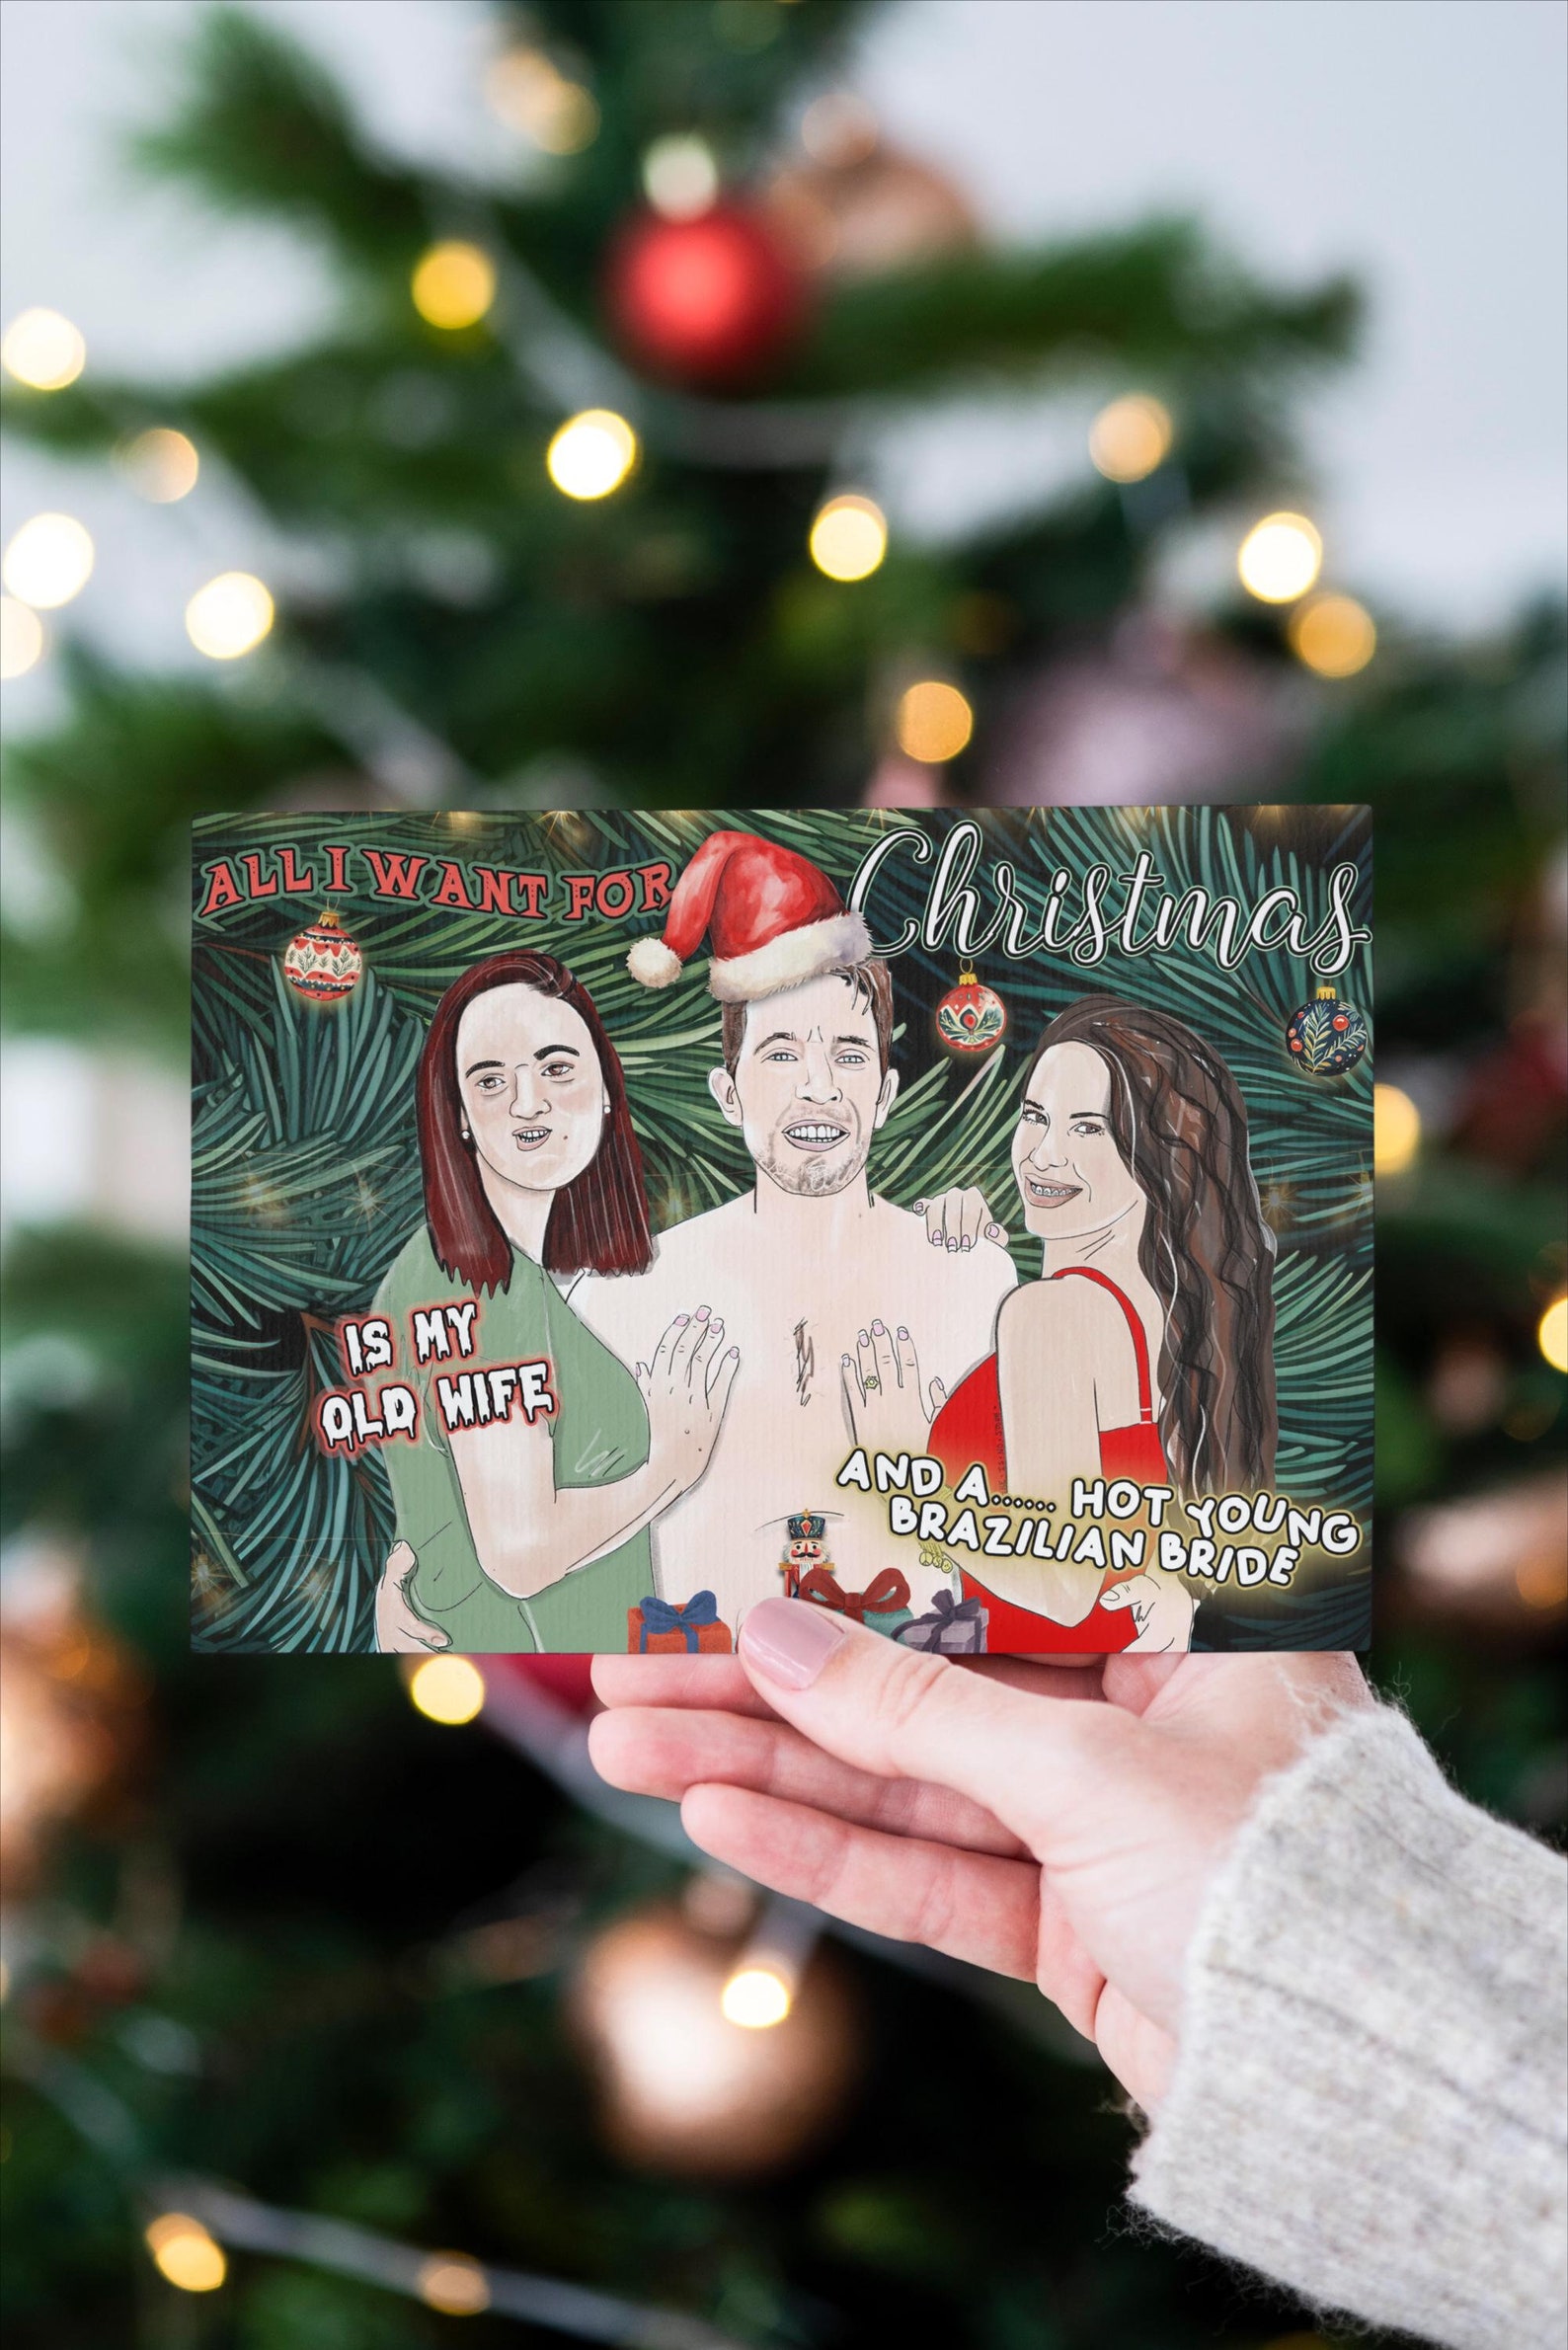 ALL I WANT FOR Christmas
IS MY
OLD WIFE
AND A...... HOT YOUNG
BRAZILIAN BRIDE